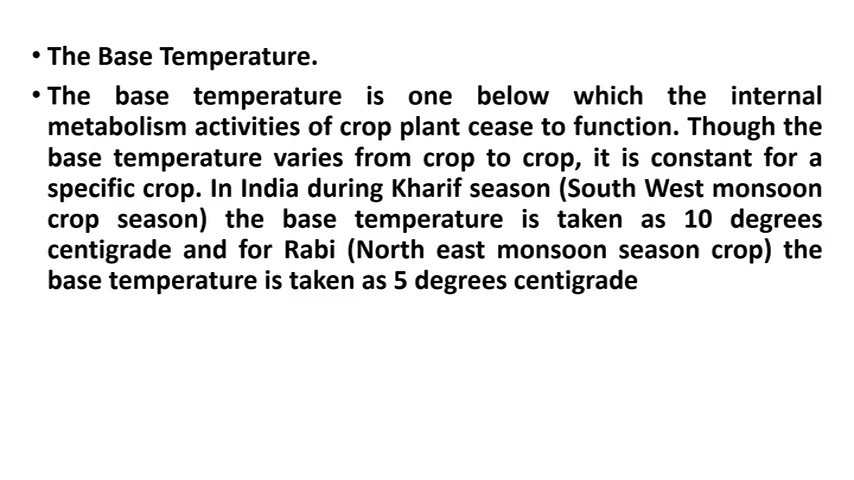 • The Base Temperature.
• The base temperature is one below which the internal
metabolism activities of crop plant cease to function. Though the
base temperature varies from crop to crop, it is constant for a
specific crop. In India during Kharif season (South West monsoon
crop season) the base temperature is taken as 10 degrees
centigrade and for Rabi (North east monsoon season crop) the
base temperature is taken as 5 degrees centigrade